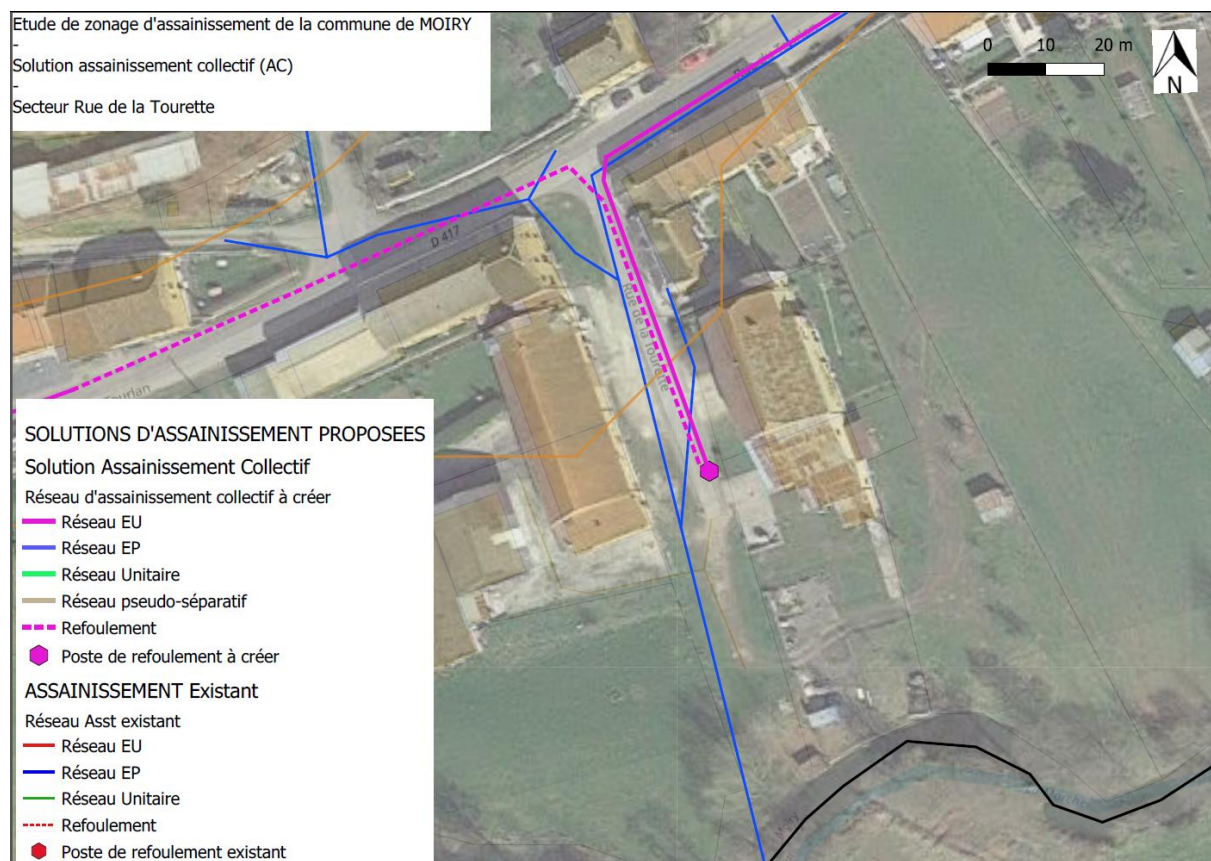 Etude de zonage d'assainissement de la commune de MOIRY
-
Solution assainissement collectif (AC)
-
Secteur Rue de la Tourette
0 10 20 m
N
D 417
Rue de la Tourette
Tourlan
SOLUTIONS D'ASSAINISSEMENT PROPOSEES
Solution Assainissement Collectif
Réseau d'assainissement collectif à créer
Réseau EU
Réseau EP
Réseau Unitaire
Réseau pseudo-séparatif
Refoulement
Poste de refoulement à créer
ASSAINISSEMENT Existant
Réseau Asst existant
Réseau EU
Réseau EP
Réseau Unitaire
Refoulement
Poste de refoulement existant
Moiry